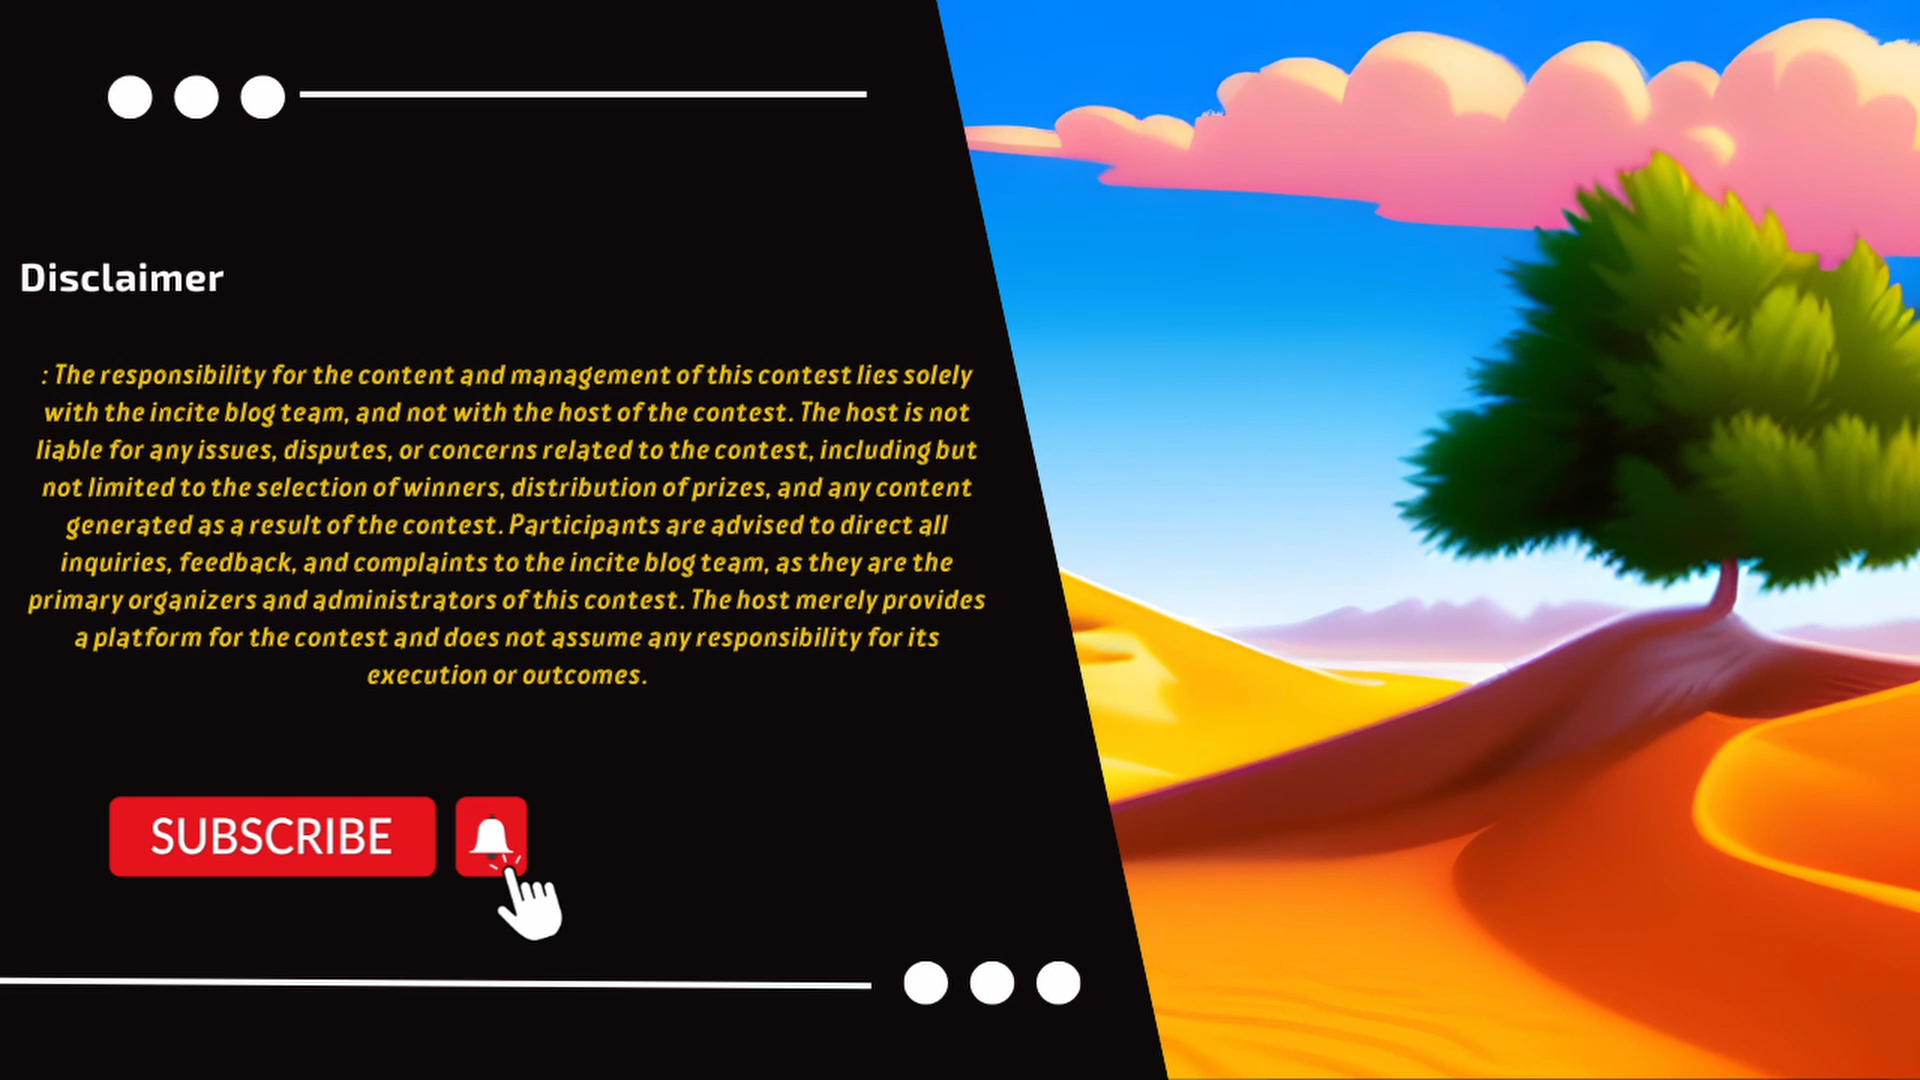 Disclaimer
: The responsibility for the content and management of this contest lies solely
with the incite blog team, and not with the host of the contest. The host is not
liable for any issues, disputes, or concerns related to the contest, including but
not limited to the selection of winners, distribution of prizes, and any content
generated as a result of the contest. Participants are advised to direct all
inquiries, feedback, and complaints to the incite blog team, as they are the
primary organizers and administrators of this contest. The host merely provides
a platform for the contest and does not assume any responsibility for its
execution or outcomes.
SUBSCRIBE